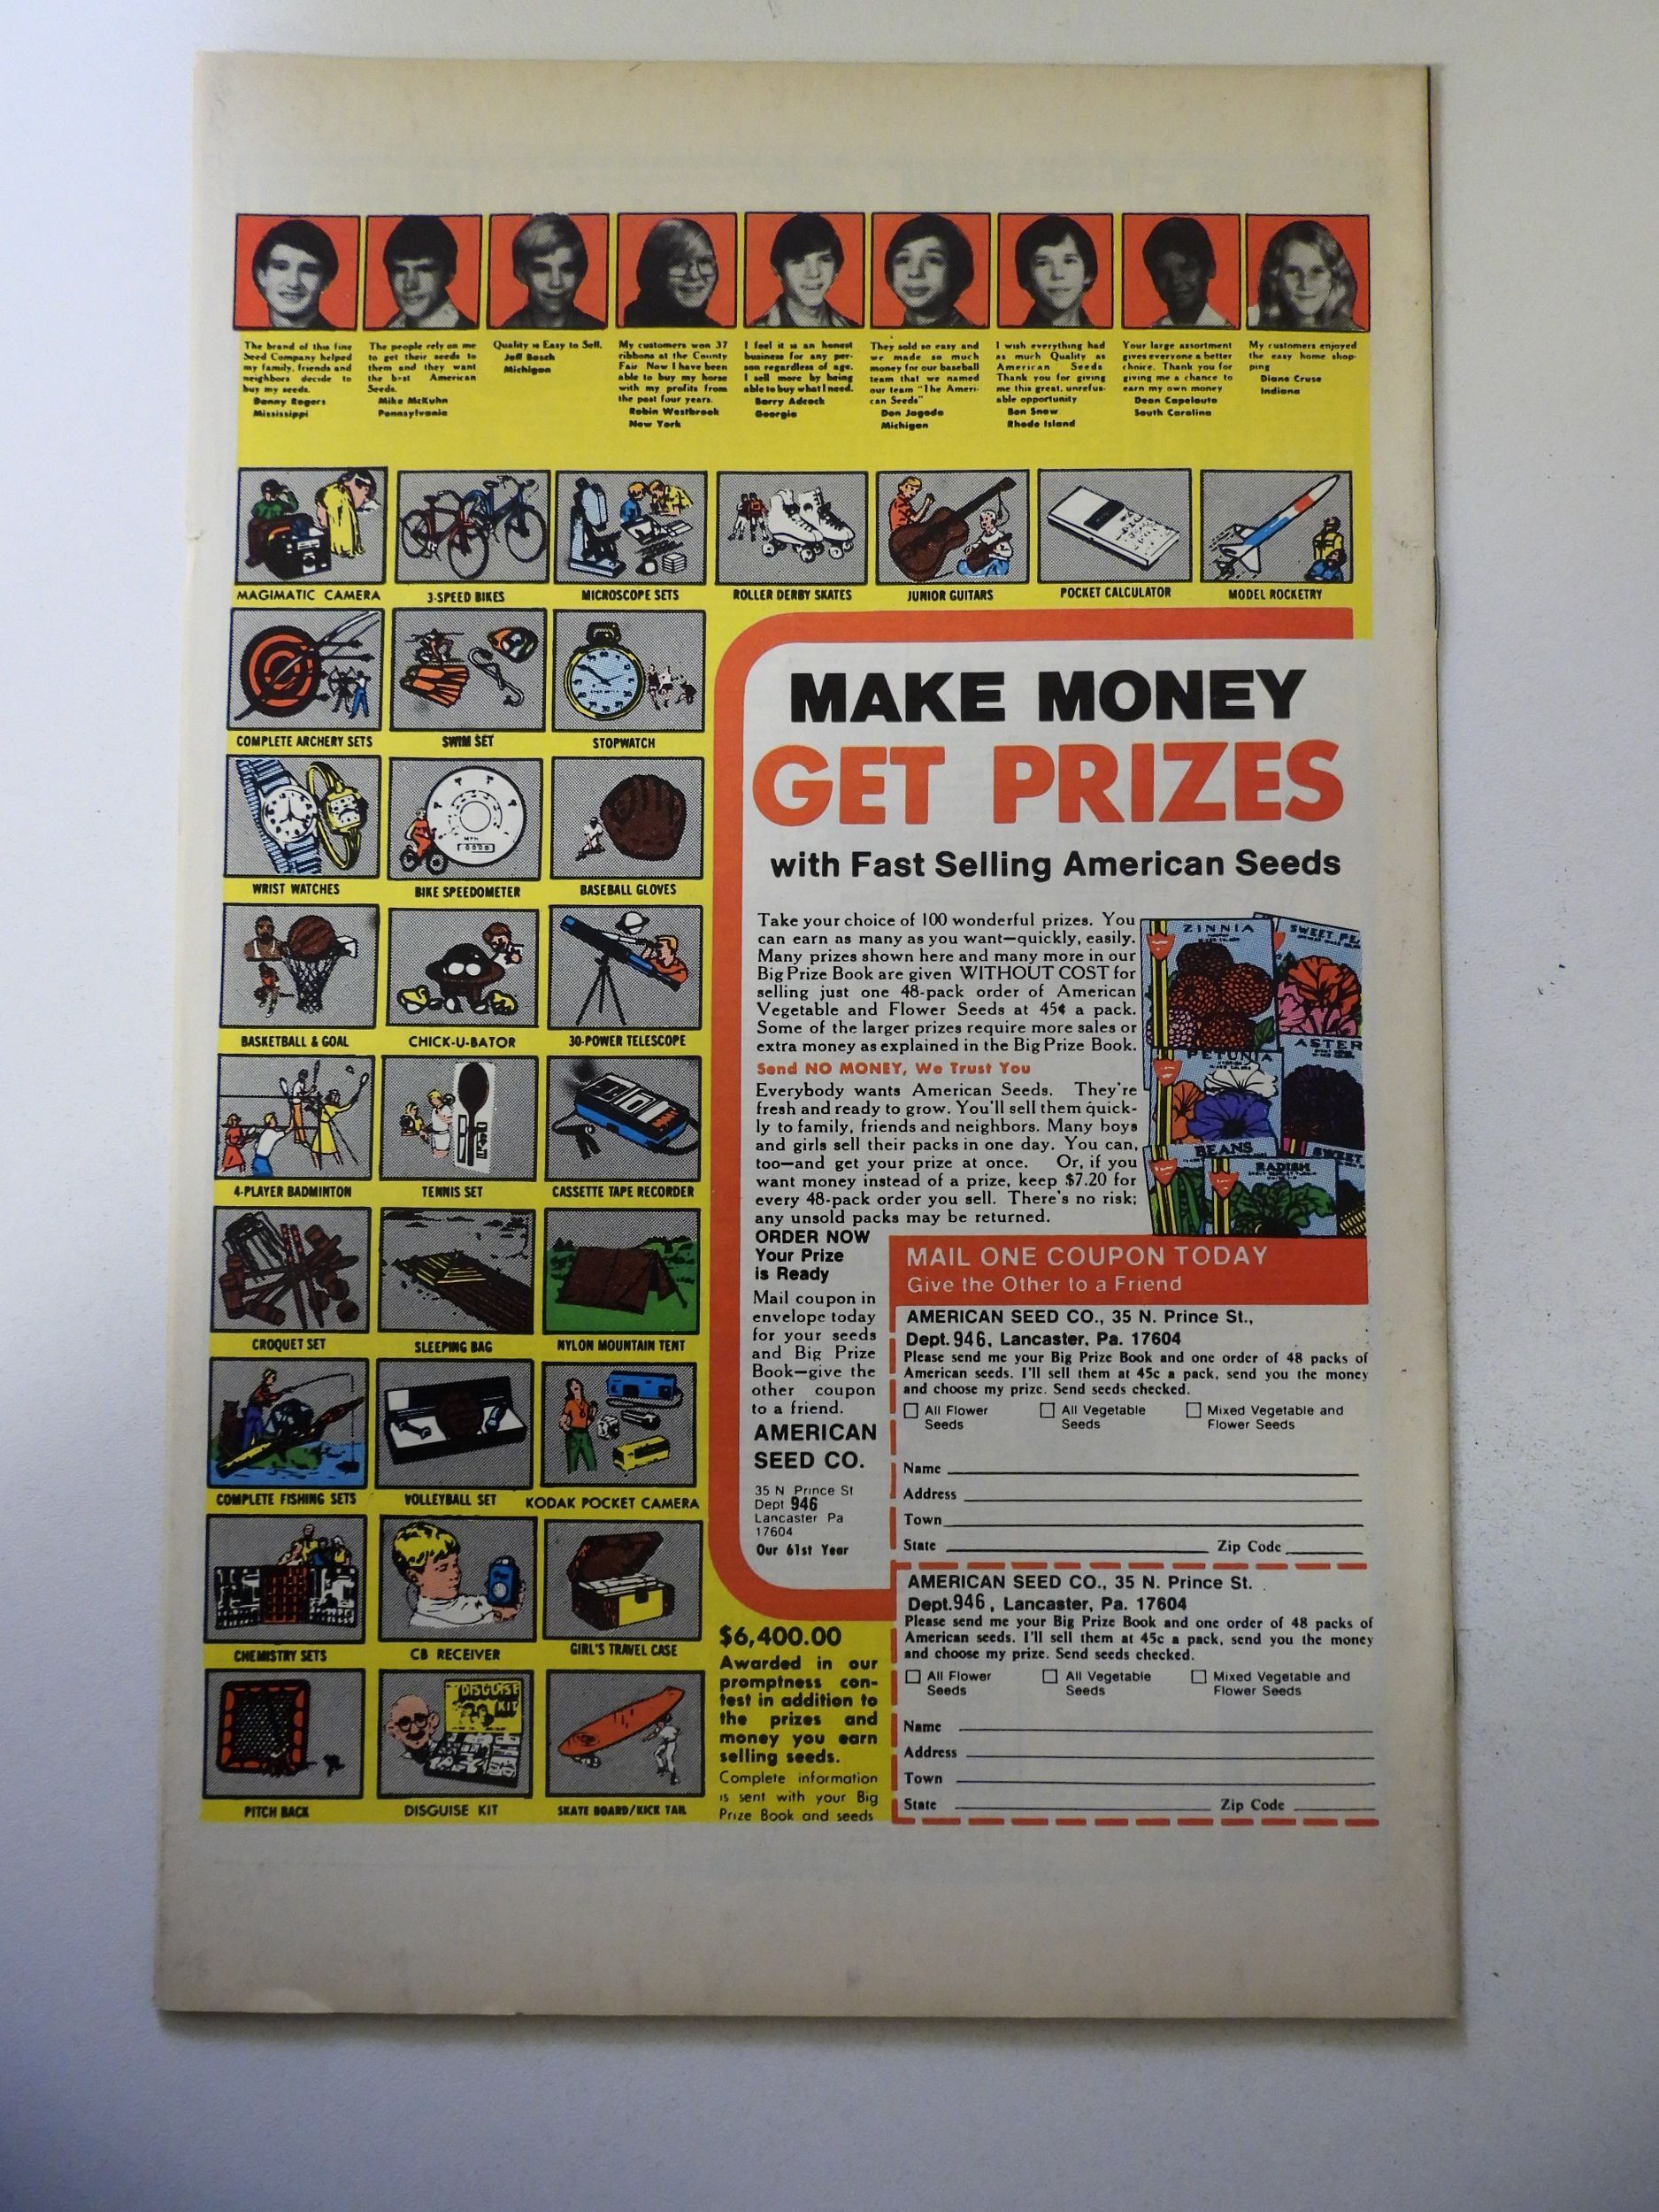 The brand of this fine
Seed Company helped
my family, friends and
neighbors decide to
buy my seeds.
Danny Rogers
Mississippi
The people rely on me
to get their seeds to
them and they want
the best American
Seeds.
Mike McKuhn
Pennsylvania
Quality is Easy to Sell.
Jeff Bosch
Michigan
My customers won 37
ribbons at the County
Fair Now I have been
able to buy my horse
with my profits from
the past four years.
Robin Westbrook
New York
I feel it is an honest
business for any per-
son regardless of age.
I sell more by being
able to buy what I need.
Barry Adcock
Georgia
They sold so easy and
we made so much
money for our baseball
team that we named
our team "The Ameri-
can Seeds"
Don Jagoda
Michigan
I wish everything had
as much Quality as
American Seeds
Thank you for giving
me this great, unrefus-
able opportunity
Ben Snow
Rhode Island
Your large assortment
gives everyone a better
choice. Thank you for
giving me a chance to
earn my own money
Dean Capelouto
South Carolina
My customers enjoyed
the easy home shop-
ping
Diane Cruse
Indiana
MAGIMATIC CAMERA
3-SPEED BIKES
MICROSCOPE SETS
ROLLER DERBY SKATES
JUNIOR GUITARS
POCKET CALCULATOR
MODEL ROCKETRY
COMPLETE ARCHERY SETS
SWIM SET
STOPWATCH
WRIST WATCHES
BIKE SPEEDOMETER
BASEBALL GLOVES
BASKETBALL & GOAL
CHICK-U-BATOR
30-POWER TELESCOPE
4-PLAYER BADMINTON
TENNIS SET
CASSETTE TAPE RECORDER
CROQUET SET
SLEEPING BAG
NYLON MOUNTAIN TENT
COMPLETE FISHING SETS
VOLLEYBALL SET
KODAK POCKET CAMERA
CHEMISTRY SETS
CB RECEIVER
GIRL'S TRAVEL CASE
DISGUISE
KIT
PITCH BACK
DISGUISE KIT
SKATE BOARD/KICK TAIL
MAKE MONEY
GET PRIZES
with Fast Selling American Seeds
Take your choice of 100 wonderful prizes. You
can earn as many as you want—quickly, easily.
Many prizes shown here and many more in our
Big Prize Book are given WITHOUT COST for
selling just one 48-pack order of American
Vegetable and Flower Seeds at 45¢ a pack.
Some of the larger prizes require more sales or
extra money as explained in the Big Prize Book.
Send NO MONEY, We Trust You
Everybody wants American Seeds. They're
fresh and ready to grow. You'll sell them quick-
ly to family, friends and neighbors. Many boys
and girls sell their packs in one day. You can,
too—and get your prize at once. Or, if you
want money instead of a prize, keep $7.20 for
every 48-pack order you sell. There's no risk;
any unsold packs may be returned.
ZINNIA
SWEET PE
ASTER
PETUNIA
BEANS
RADISH
SWEET
ORDER NOW
Your Prize
is Ready
Mail coupon in
envelope today
for your seeds
and Big Prize
Book—give the
other coupon
to a friend.
AMERICAN
SEED CO.
35 N Prince St
Dept 946
Lancaster Pa
17604
Our 61st Year
$6,400.00
Awarded in our
promptness con-
test in addition to
the prizes and
money you earn
selling seeds.
Complete information
is sent with your Big
Prize Book and seeds
MAIL ONE COUPON TODAY
Give the Other to a Friend
AMERICAN SEED CO., 35 N. Prince St.,
Dept. 946, Lancaster, Pa. 17604
Please send me your Big Prize Book and one order of 48 packs of
American seeds. I'll sell them at 45c a pack, send you the money
and choose my prize. Send seeds checked.
All Flower Seeds
All Vegetable Seeds
Mixed Vegetable and Flower Seeds
Name
Address
Town
State Zip Code
AMERICAN SEED CO., 35 N. Prince St.
Dept. 946, Lancaster, Pa. 17604
Please send me your Big Prize Book and one order of 48 packs of
American seeds. I'll sell them at 45c a pack, send you the money
and choose my prize. Send seeds checked.
All Flower Seeds
All Vegetable Seeds
Mixed Vegetable and Flower Seeds
Name
Address
Town
State Zip Code